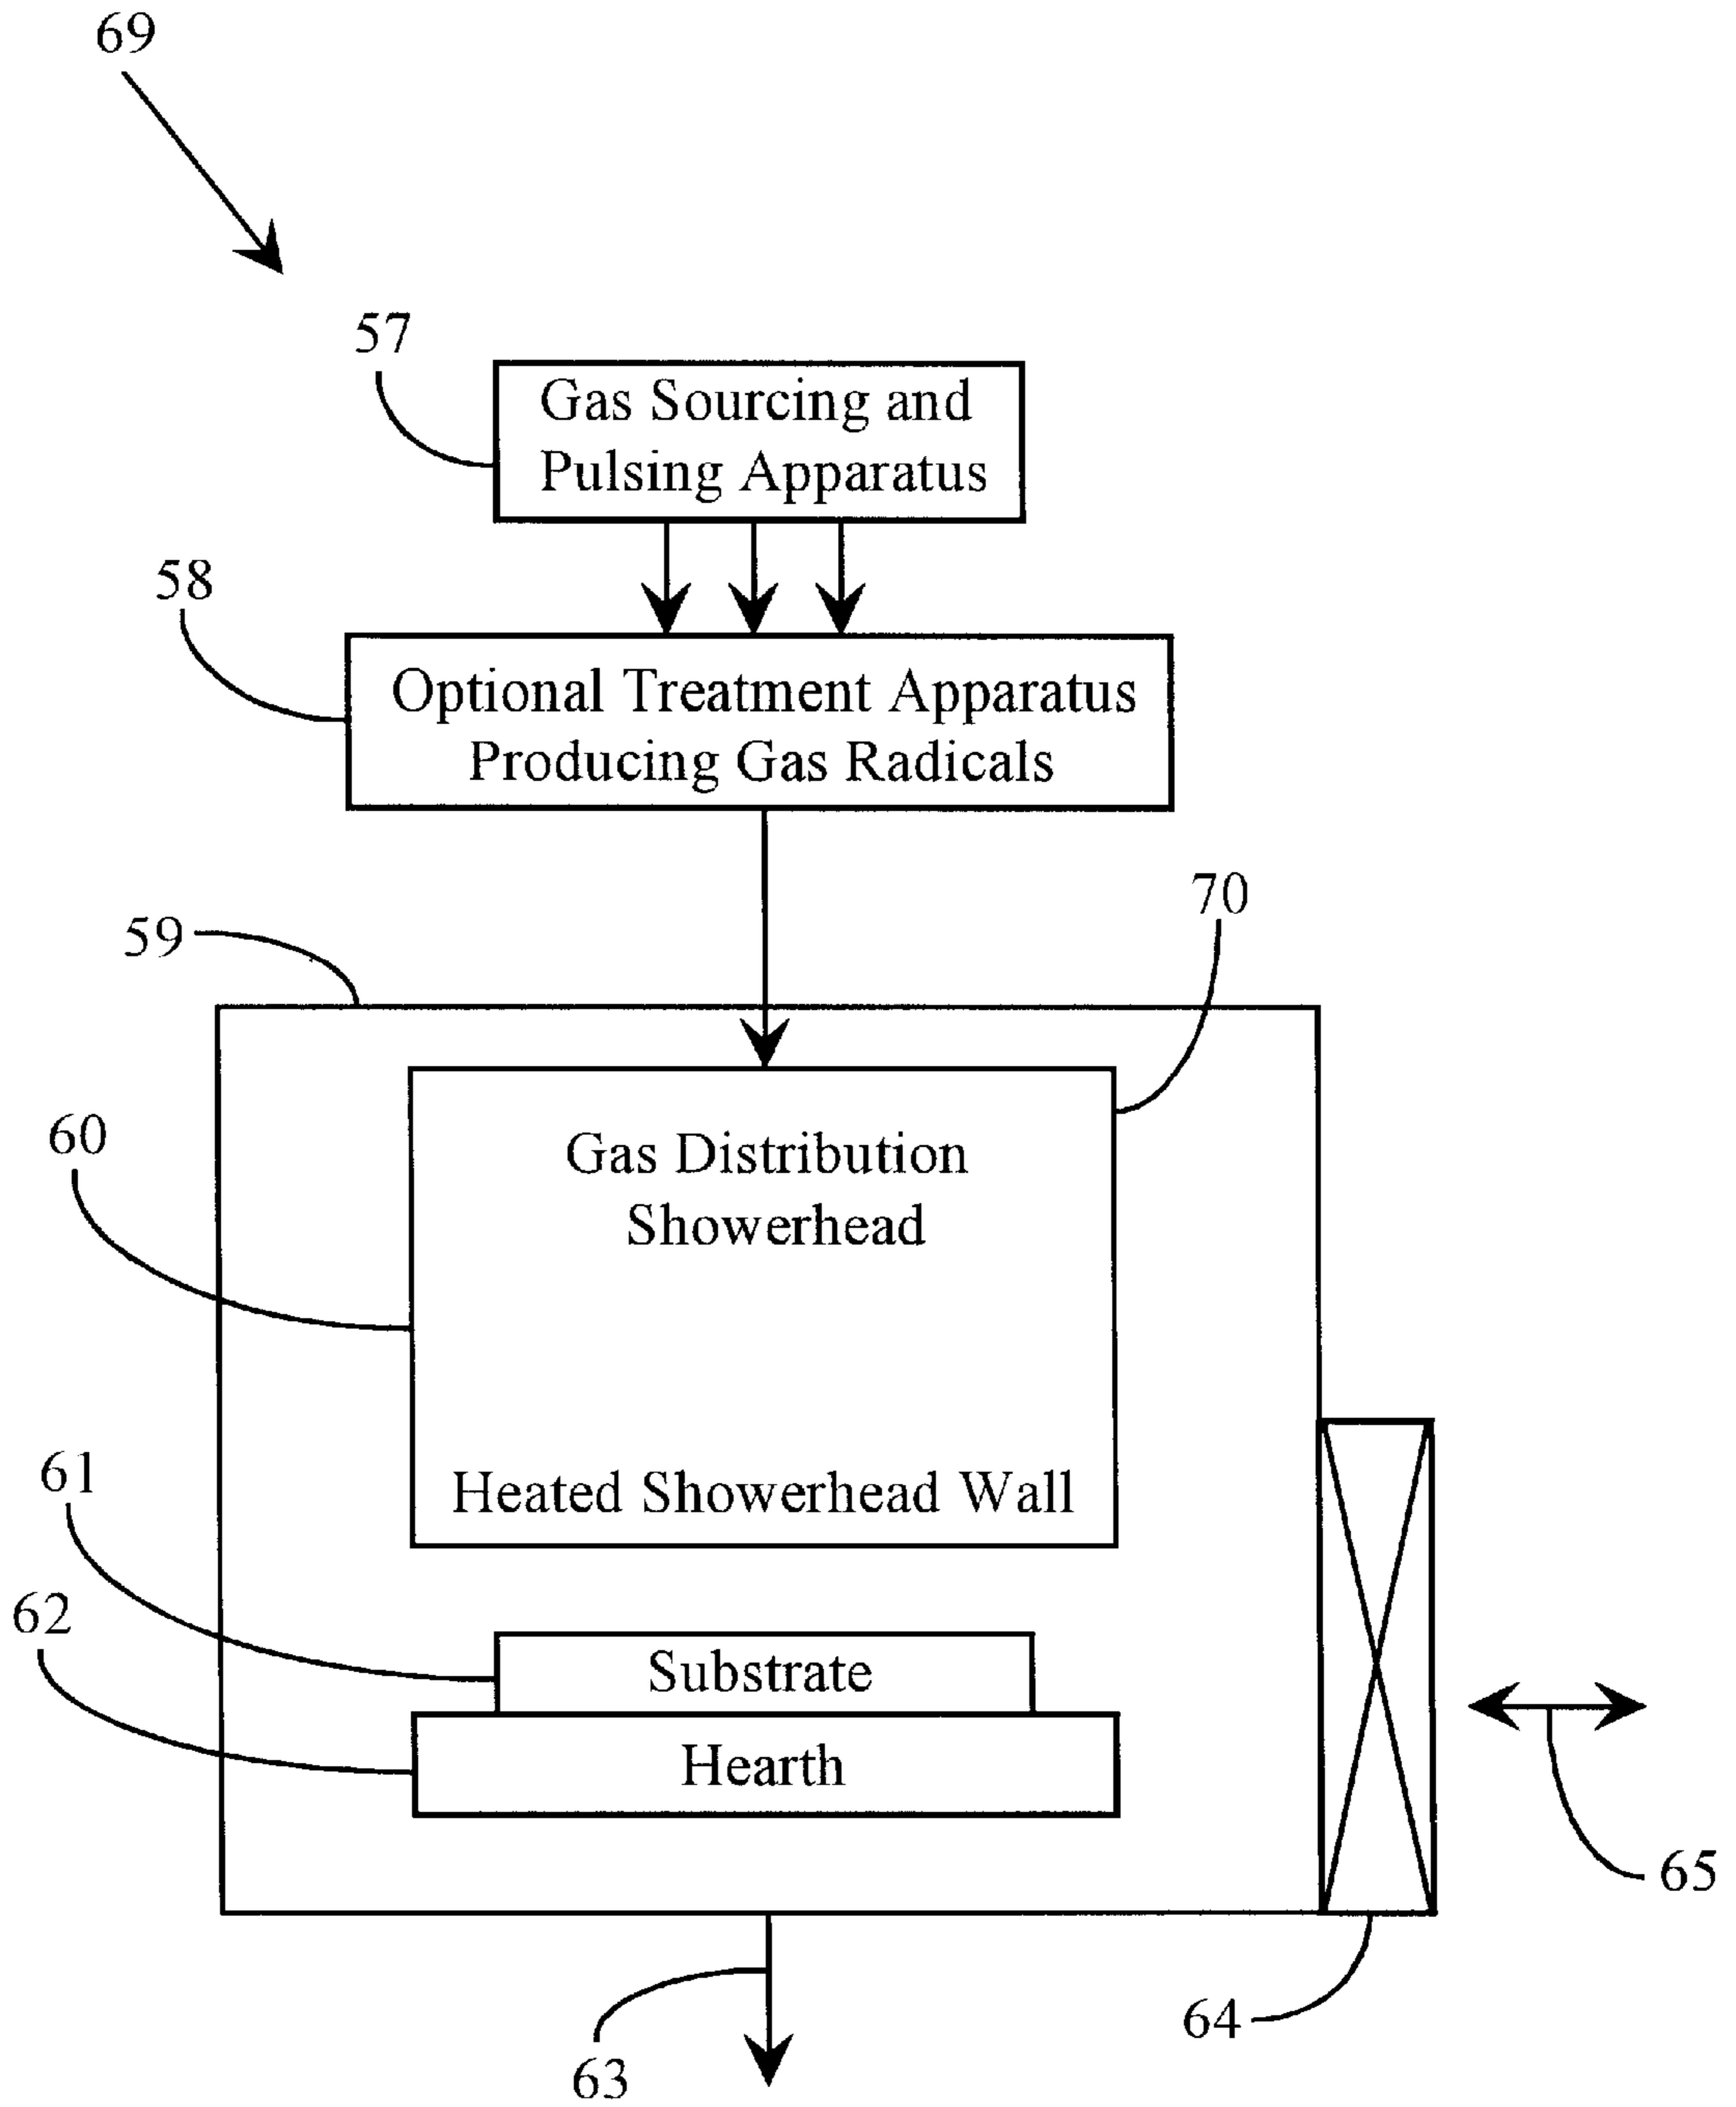 69
57
Gas Sourcing and
Pulsing Apparatus
58
Optional Treatment Apparatus
Producing Gas Radicals
70
59
60
Gas Distribution
Showerhead
61
Heated Showerhead Wall
62
Substrate
Hearth
65
64
63